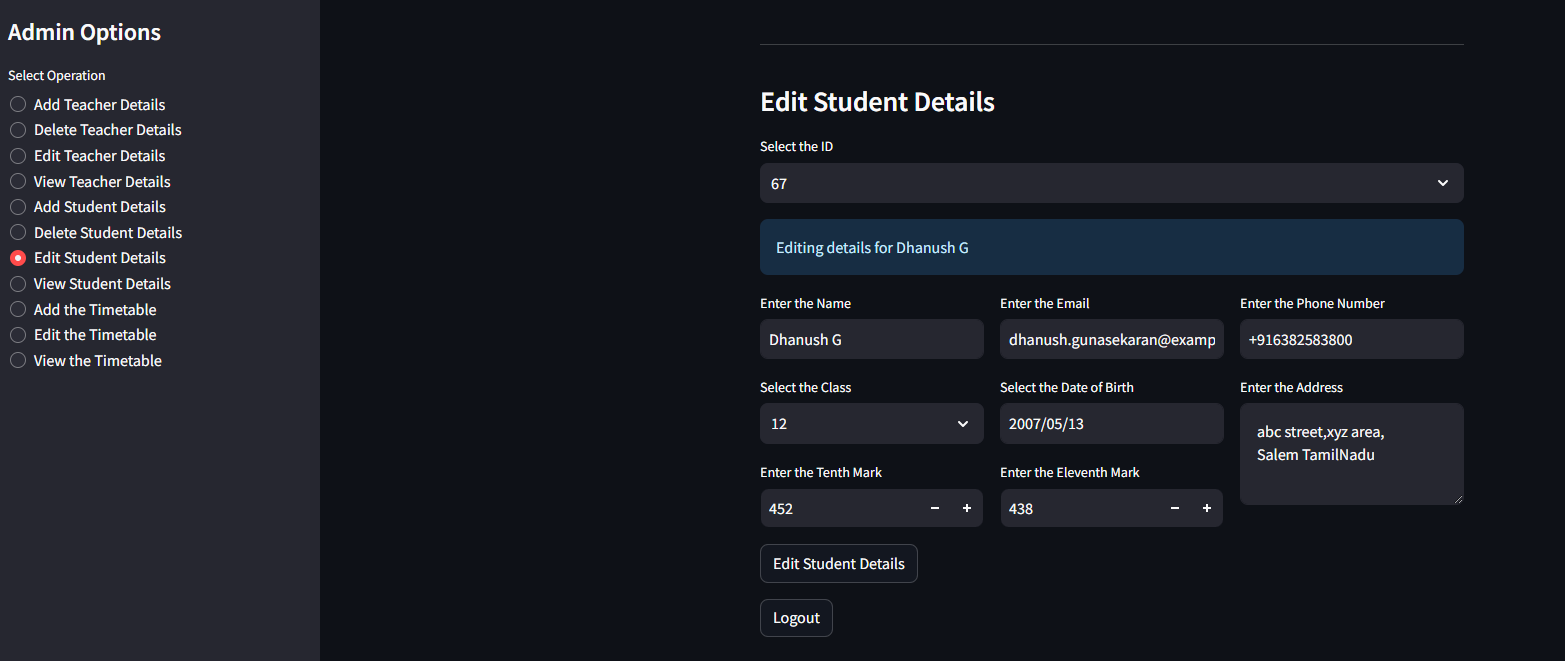 Admin Options
Select Operation
Add Teacher Details
Delete Teacher Details
Edit Teacher Details
View Teacher Details
Add Student Details
Delete Student Details
Edit Student Details
View Student Details
Add the Timetable
Edit the Timetable
View the Timetable
Edit Student Details
Select the ID
67
Editing details for Dhanush G
Enter the Name
Enter the Email
Enter the Phone Number
Dhanush G
dhanush.gunasekaran@examp
+916382583800
Select the Class
Select the Date of Birth
Enter the Address
12
2007/05/13
abc street,xyz area,
Salem TamilNadu
Enter the Tenth Mark
Enter the Eleventh Mark
452
438
Edit Student Details
Logout